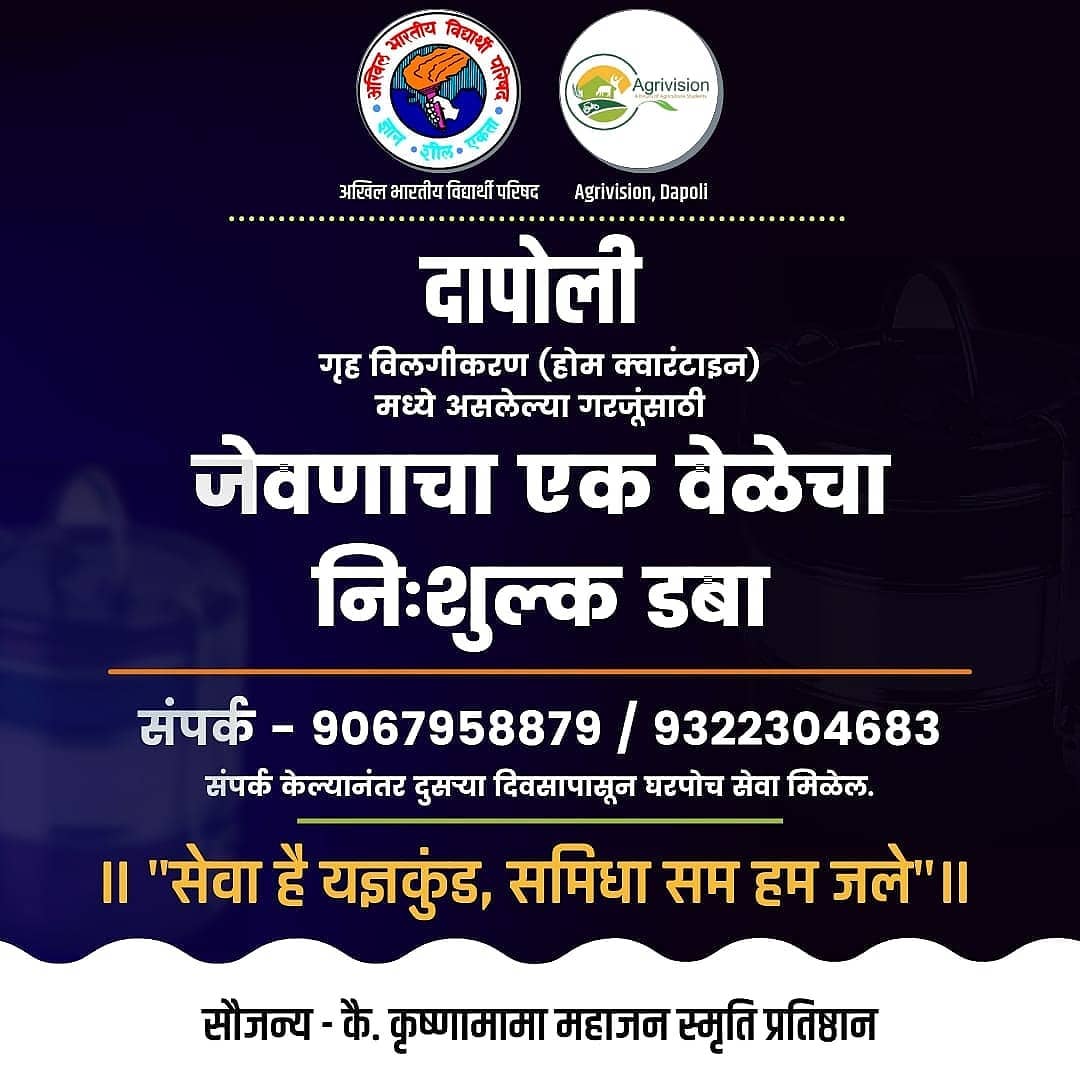 अखिल भारतीय विद्यार्थी परिषद
ज्ञान • शील • एकता
Agrivision
अखिल भारतीय विद्यार्थी परिषद
Agrivision, Dapoli
दापोली
गृह विलगीकरण (होम क्वारंटाइन)
मध्ये असलेल्या गरजूंसाठी
जेवणाचा एक वेळेचा
निःशुल्क डबा
संपर्क - 9067958879 / 9322304683
संपर्क केल्यानंतर दुसऱ्या दिवसापासून घरपोच सेवा मिळेल.
॥ "सेवा है यज्ञकुंड, समिधा सम हम जले"॥
सौजन्य - कै. कृष्णामामा महाजन स्मृति प्रतिष्ठान